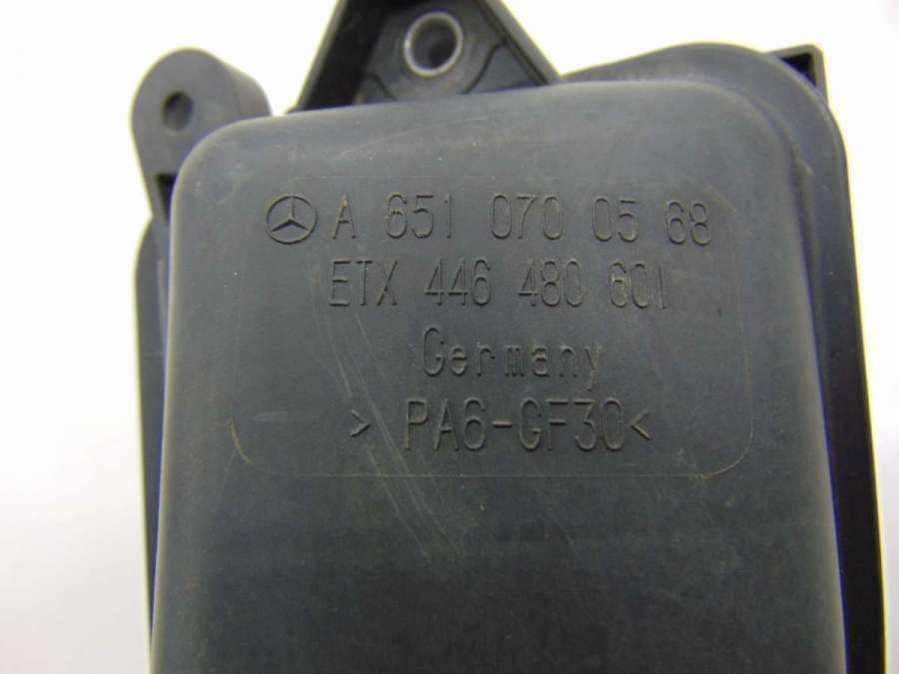 A 651 070 05 68
ETX 446 480 601
Germany
> PA6-GF30<